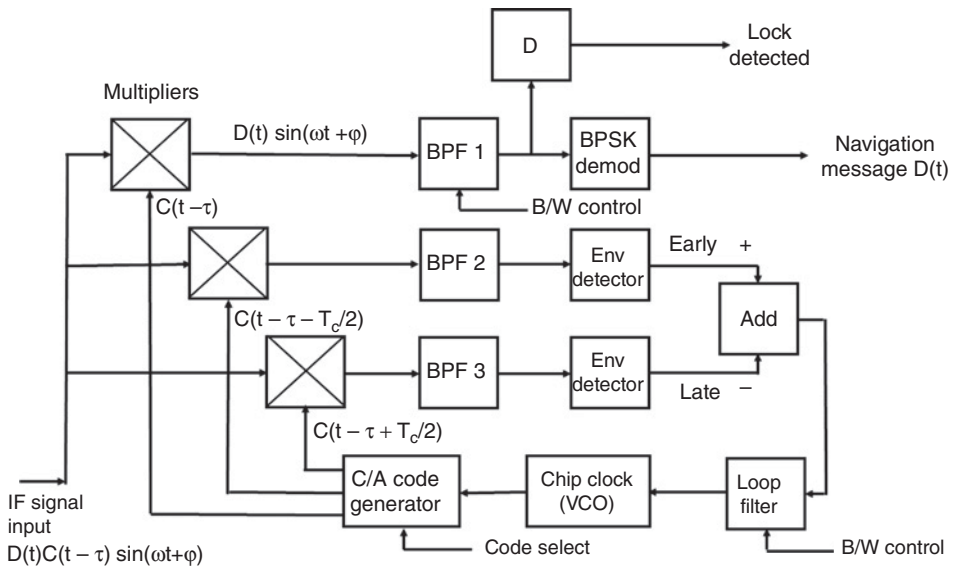 D
Lock
detected
Multipliers
D(t) sin(ωt +φ)
BPF 1
BPSK
demod
Navigation
message D(t)
C(t –τ)
B/W control
BPF 2
Env
detector
Early +
C(t – τ – T_c/2)
Add
BPF 3
Env
detector
Late –
C(t – τ + T_c/2)
IF signal
input
D(t)C(t – τ) sin(ωt+φ)
C/A code
generator
Chip clock
(VCO)
Loop
filter
Code select
B/W control